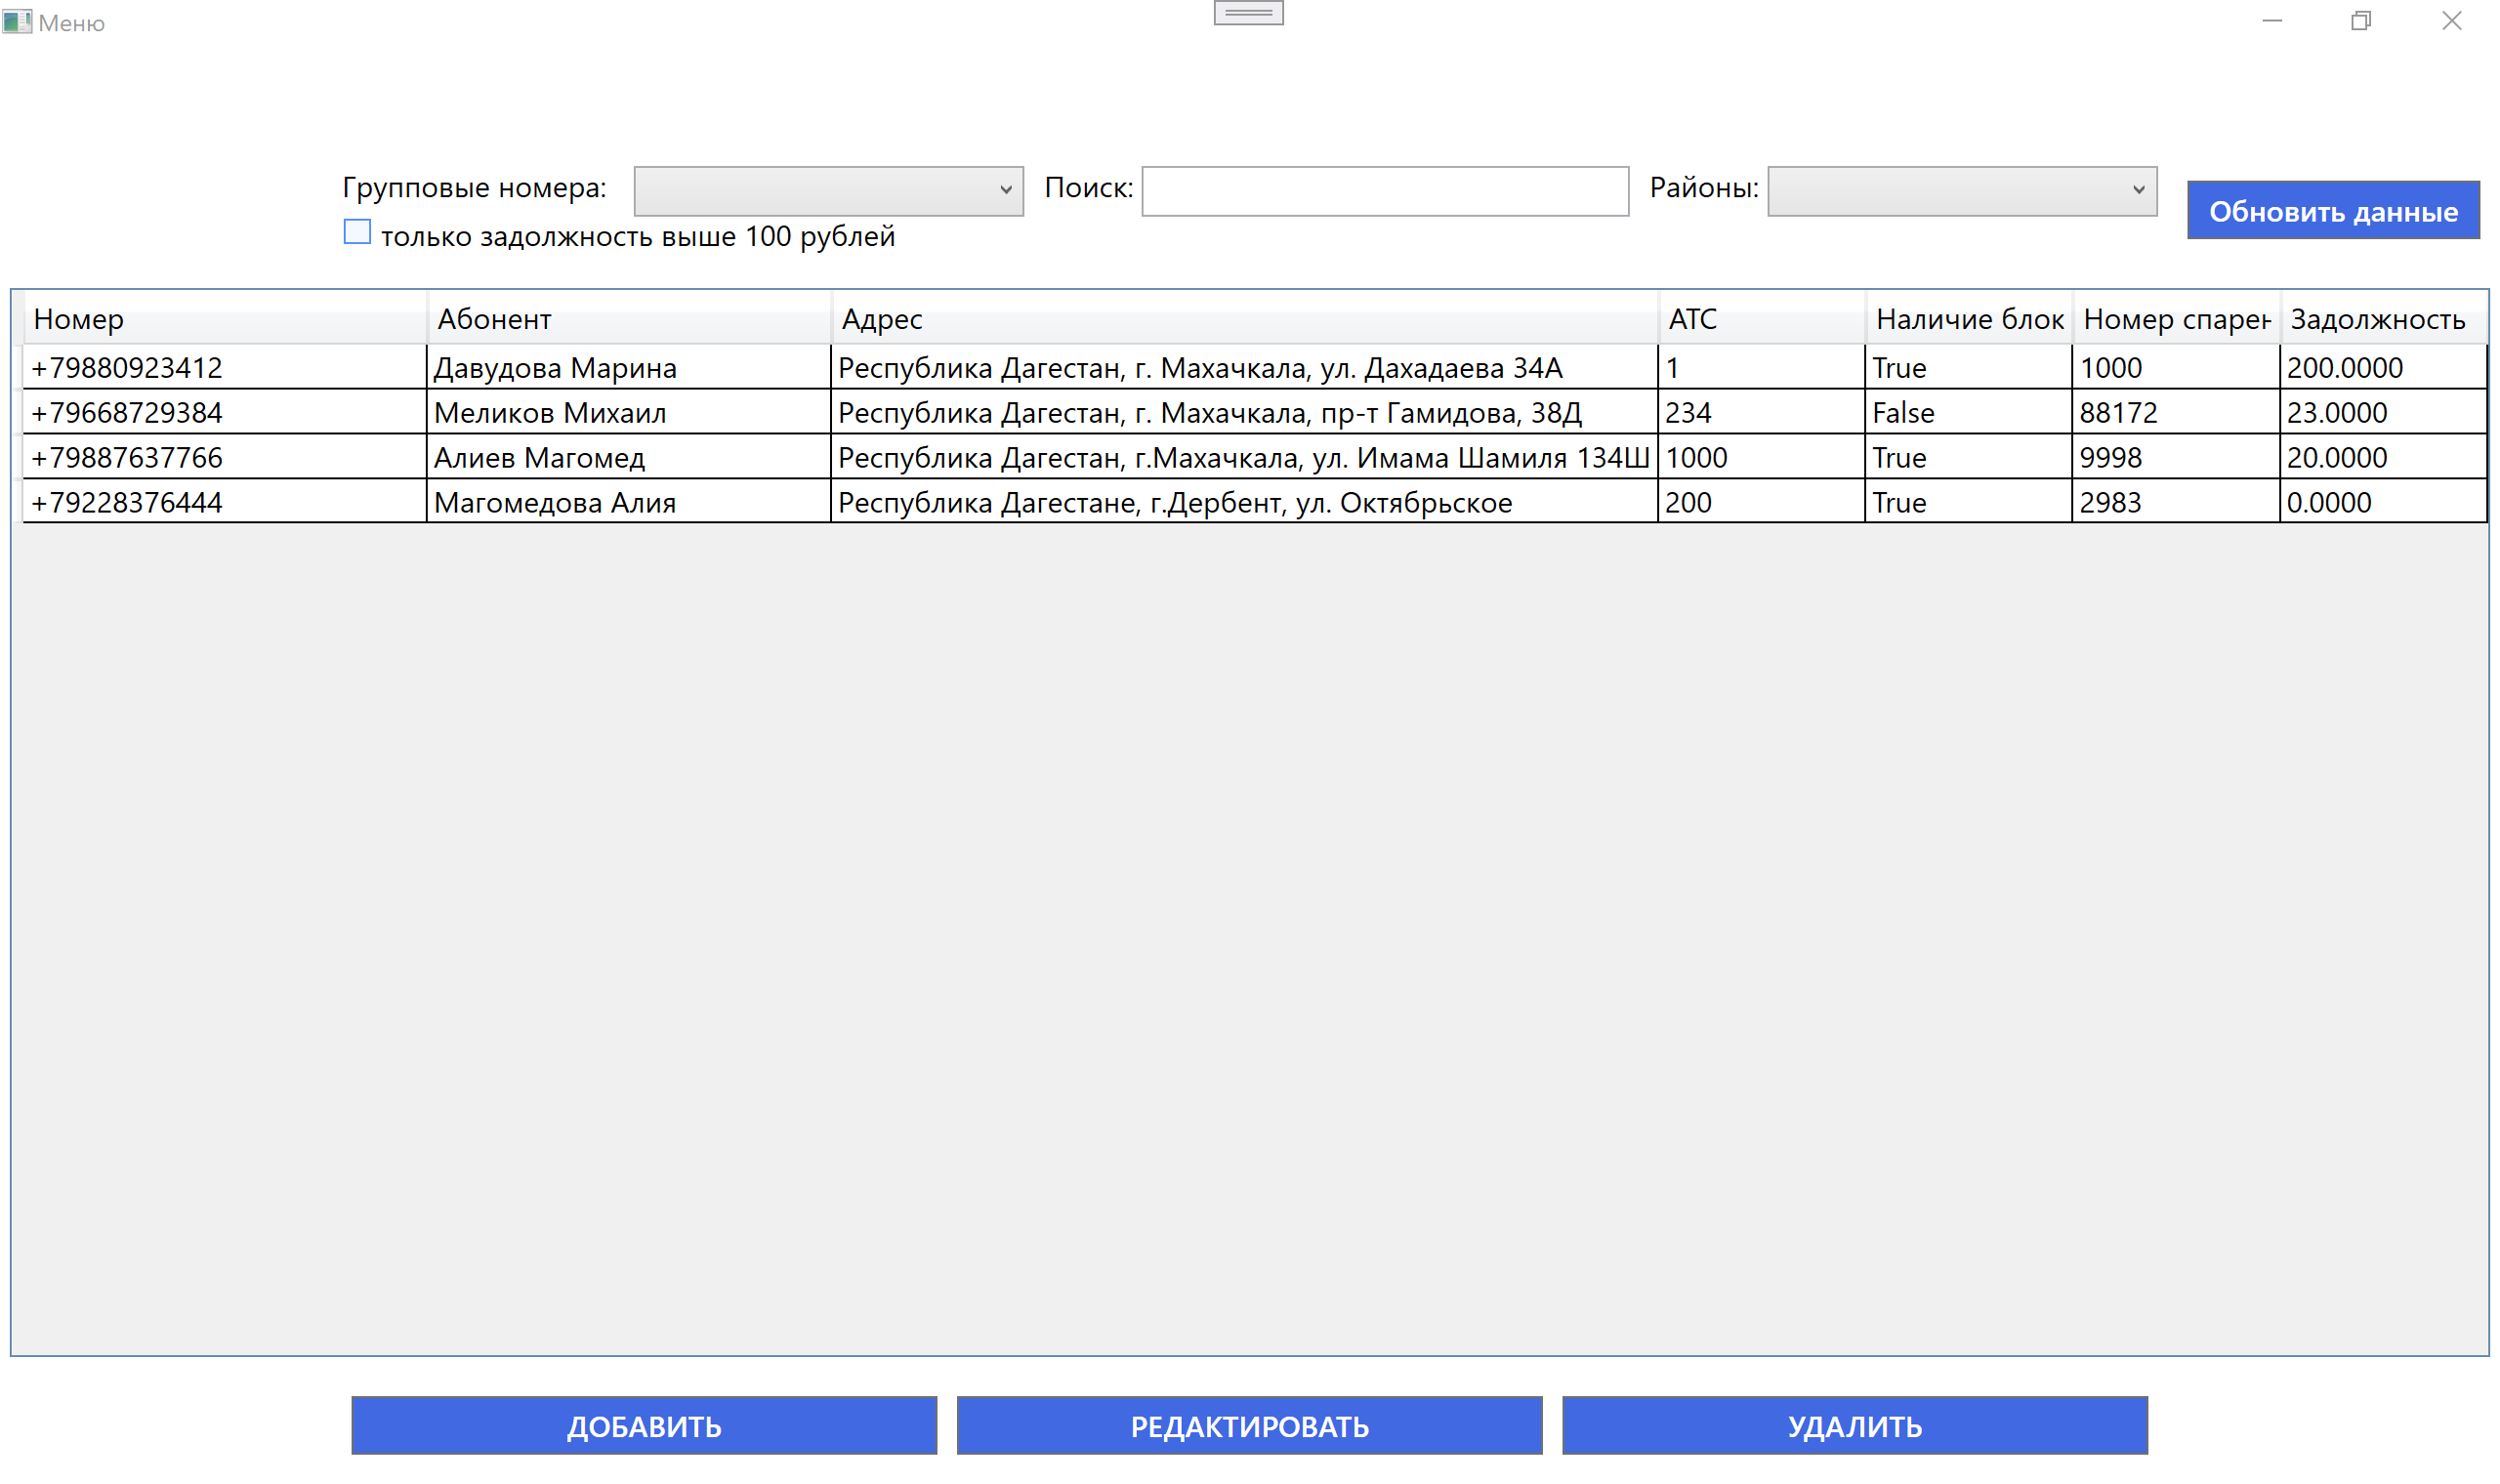 Меню
Групповые номера: Поиск: Районы:
Обновить данные
только задолжность выше 100 рублей
Номер Абонент Адрес АТС Наличие блок Номер спарен Задолжность
+79880923412 Давудова Марина Республика Дагестан, г. Махачкала, ул. Дахадаева 34А 1 True 1000 200.0000
+79668729384 Меликов Михаил Республика Дагестан, г. Махачкала, пр-т Гамидова, 38Д 234 False 88172 23.0000
+79887637766 Алиев Магомед Республика Дагестан, г.Махачкала, ул. Имама Шамиля 134Ш 1000 True 9998 20.0000
+79228376444 Магомедова Алия Республика Дагестане, г.Дербент, ул. Октябрьское 200 True 2983 0.0000
ДОБАВИТЬ РЕДАКТИРОВАТЬ УДАЛИТЬ